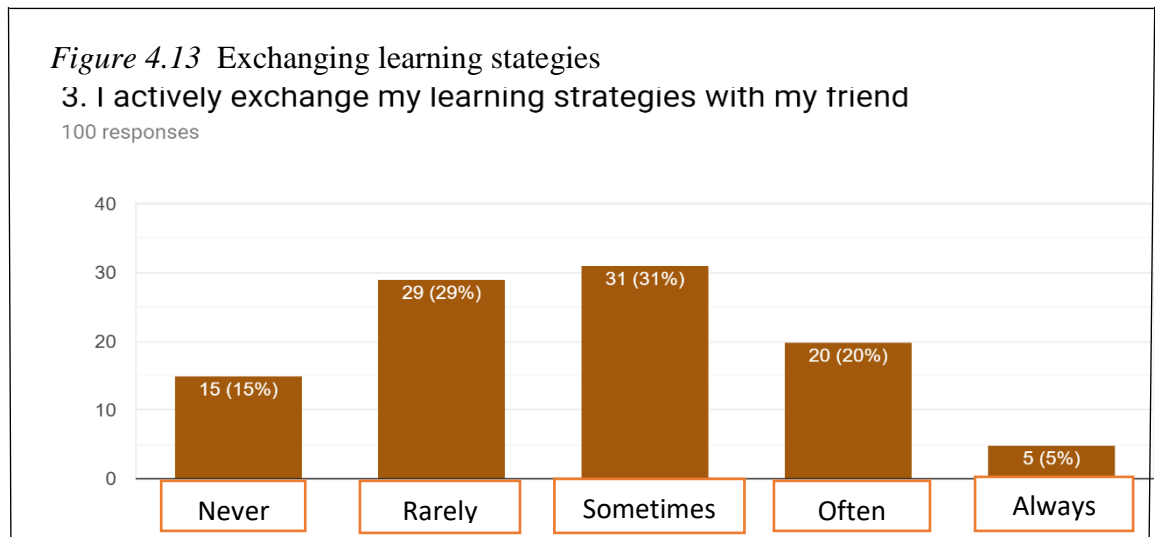 Figure 4.13 Exchanging learning stategies
3. I actively exchange my learning strategies with my friend
100 responses
40
30
20
10
0
15 (15%)
29 (29%)
31 (31%)
20 (20%)
5 (5%)
Never
Rarely
Sometimes
Often
Always